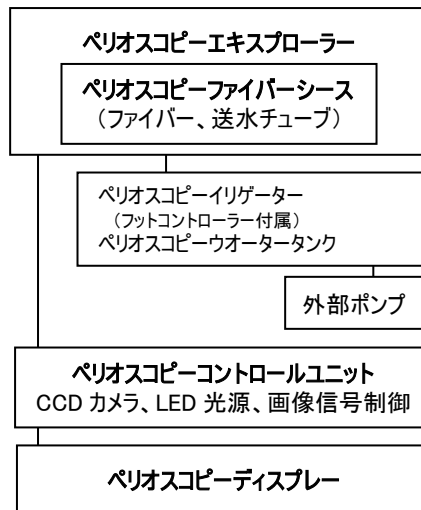 ペリオスコピーエキスプローラー
ペリオスコピーファイバーシース
（ファイバー、送水チューブ）
ペリオスコピーイリゲーター
（フットコントローラー付属）
ペリオスコピーウオータータンク
外部ポンプ
ペリオスコピーコントロールユニット
CCD カメラ、LED 光源、画像信号制御
ペリオスコピーディスプレー